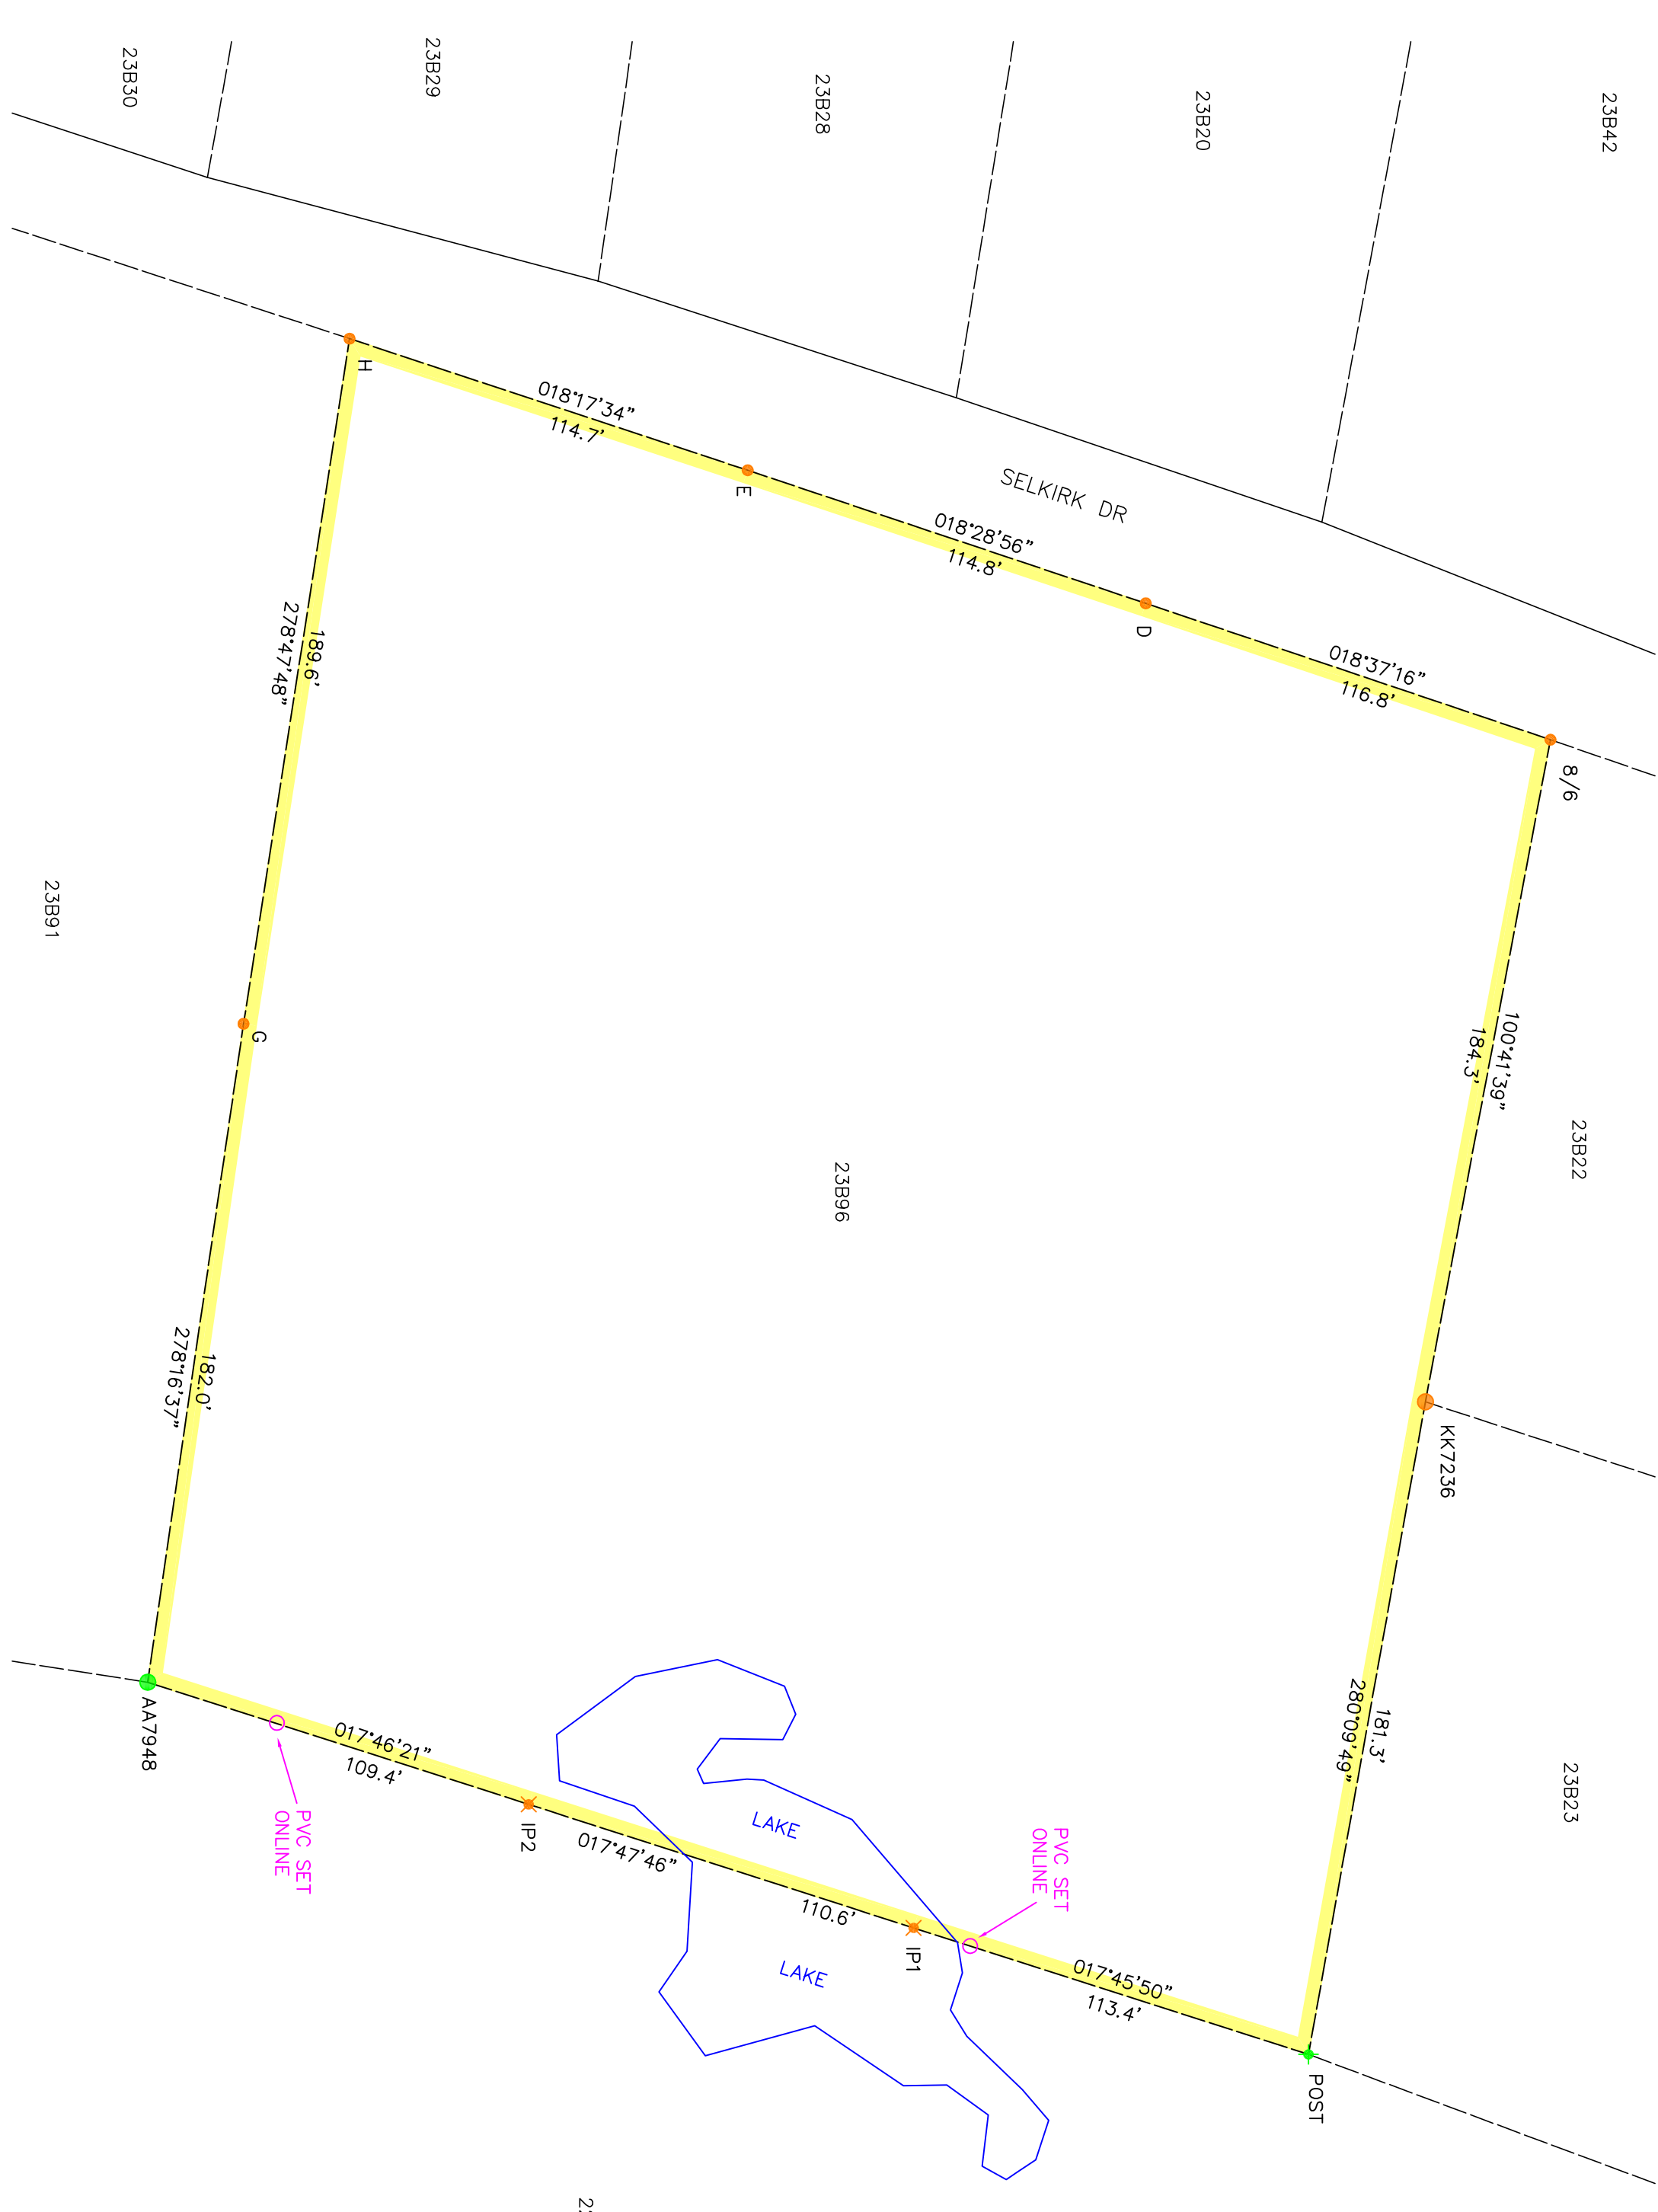 23B30
23B29
23B28
23B20
23B42
SELKIRK DR
H
018°17'34"
114.7'
E
018°28'56"
114.8'
D
018°37'16"
116.8'
8/6
189.6'
278°47'48"
100°41'39"
184.3'
23B91
G
23B96
23B22
KK7236
182.0'
278°16'37"
181.3'
280°09'49"
23B23
AA7948
017°46'21"
109.4'
PVC SET
ONLINE
IP2
017°47'46"
110.6'
LAKE
LAKE
IP1
PVC SET
ONLINE
017°45'50"
113.4'
POST